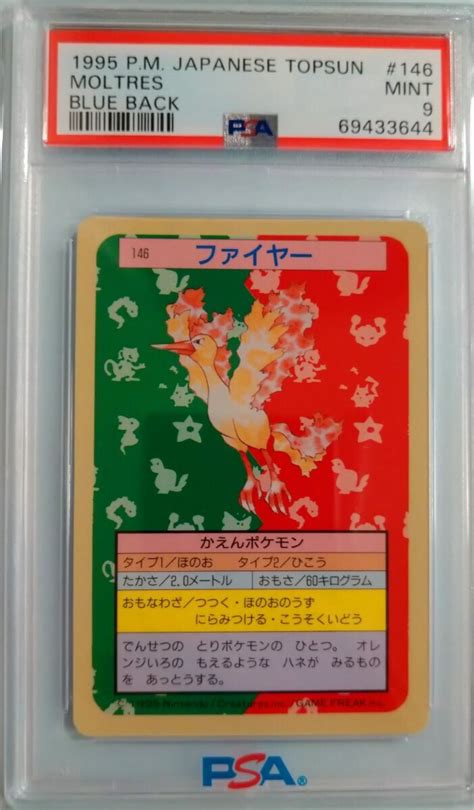 1995 P.M. JAPANESE TOPSUN #146
MOLTRES MINT
BLUE BACK 9
PSA 69433644
146 ファイヤー
かえんポケモン
タイプ1/ほのお タイプ2/ひこう
たかさ/2.0メートル おもさ/60キログラム
おもなわざ/つつく・ほのおのうず
にらみつける・こうそくいどう
でんせつの とりポケモンの ひとつ。 オレ
ンジいろの もえるような ハネが みるもの
を あっとうする。
©1995 Nintendo/Creatures inc./GAME FREAK inc.
PSA®